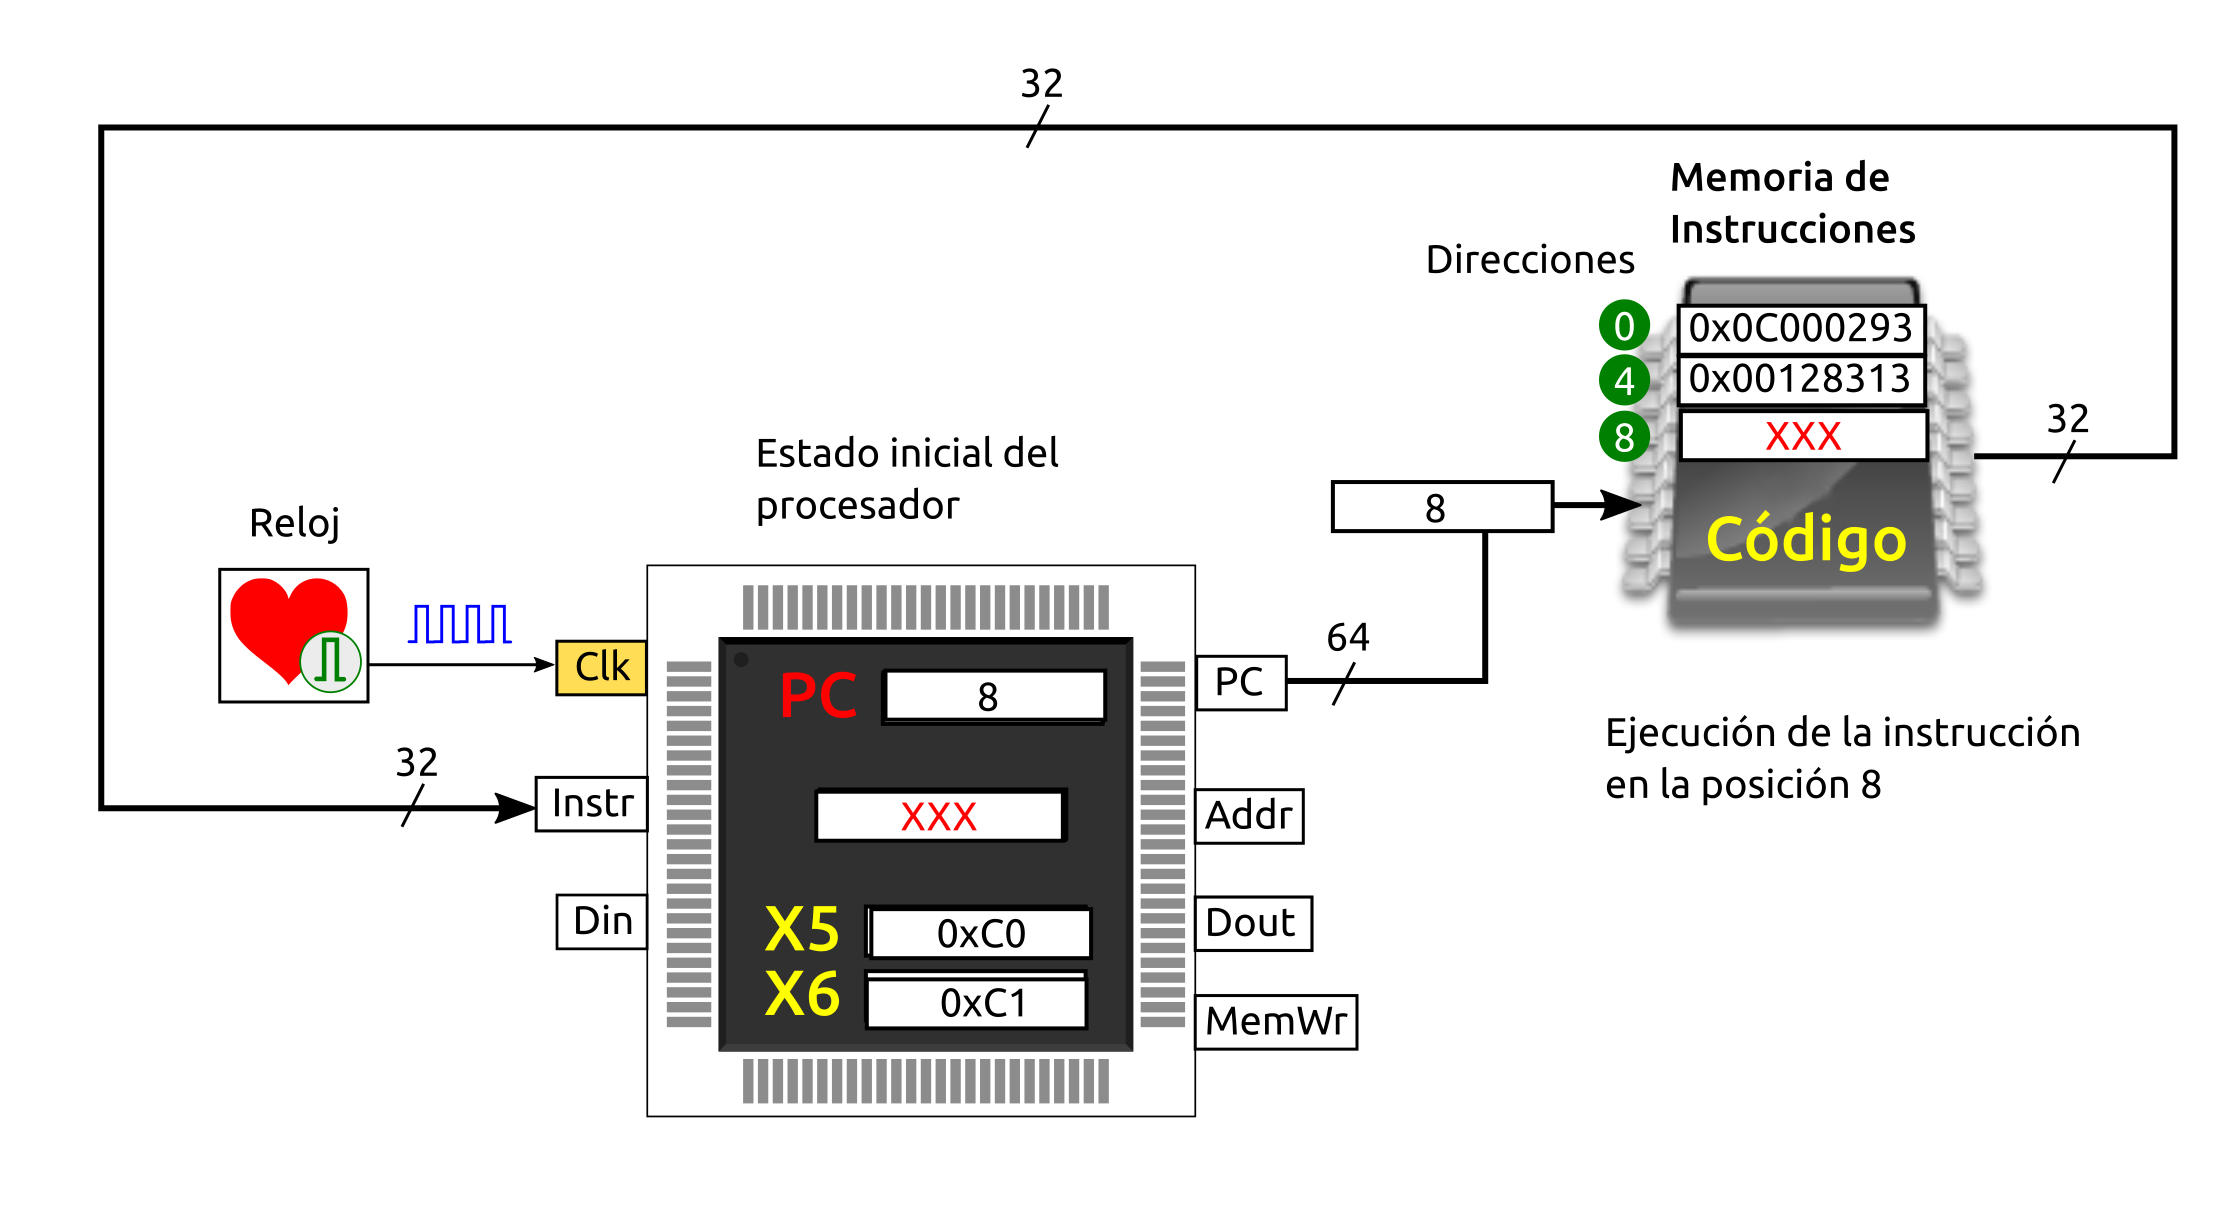 32
Memoria de
Instrucciones
Direcciones
0 0x0C000293
4 0x00128313
8 XXX
32
Código
8
Estado inicial del
procesador
Reloj
Clk
64
PC 8
PC
Ejecución de la instrucción
en la posición 8
32
Instr
XXX
Addr
Din
X5 0xC0
Dout
X6 0xC1
MemWr